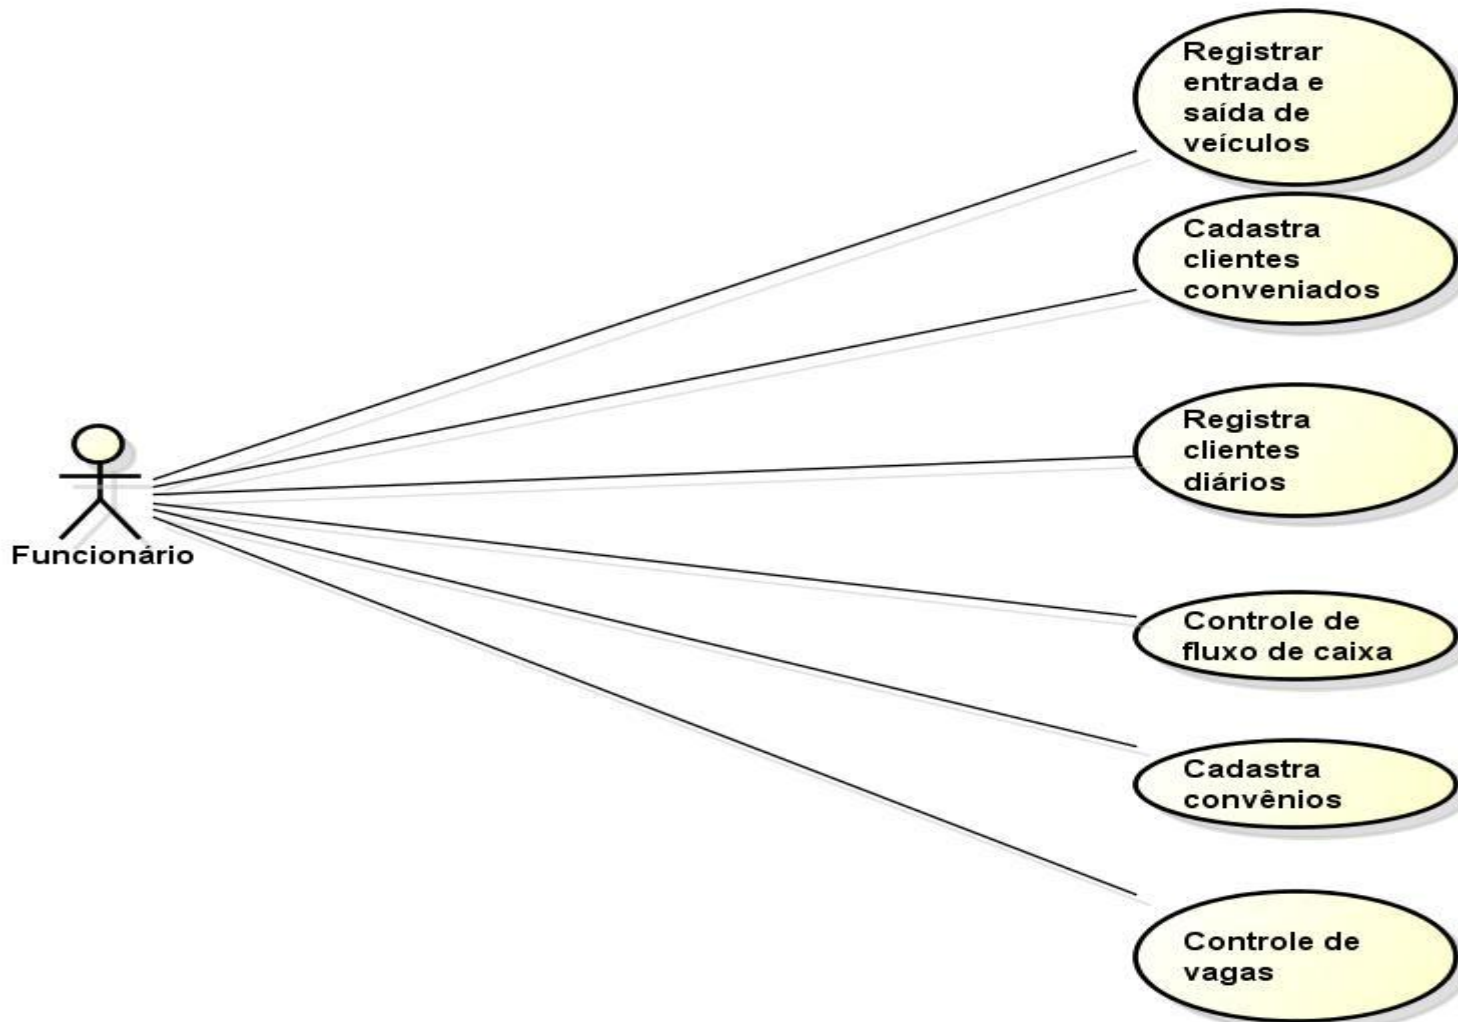 Registrar
entrada e
saída de
veículos
Cadastra
clientes
conveniados
Registra
clientes
diários
Funcionário
Controle de
fluxo de caixa
Cadastra
convênios
Controle de
vagas